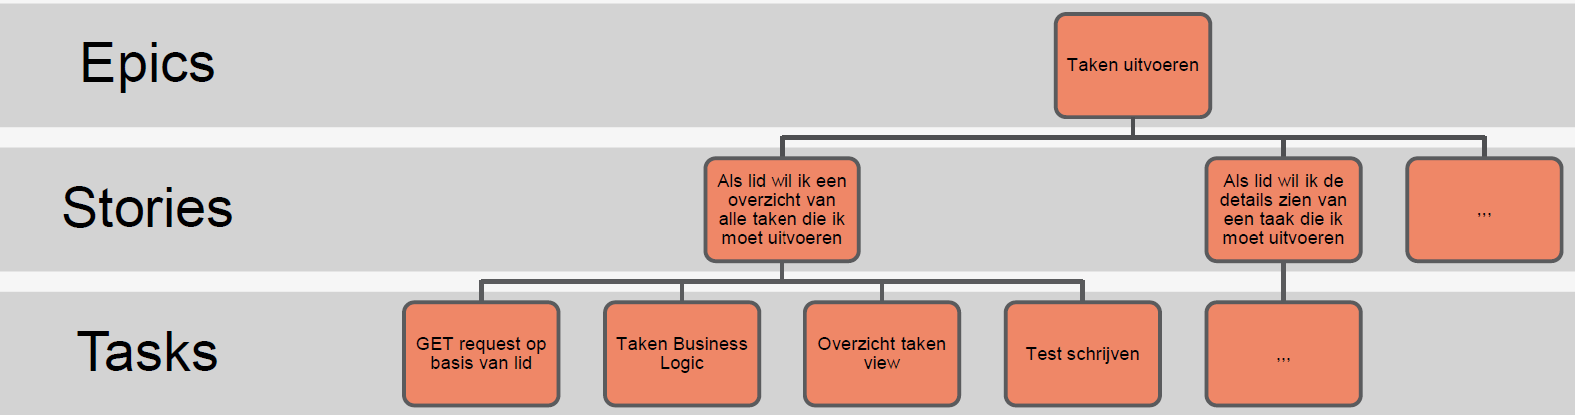 Epics
Taken uitvoeren
Stories
Als lid wil ik een
overzicht van
alle taken die ik
moet uitvoeren
Als lid wil ik de
details zien van
een taak die ik
moet uitvoeren
,,,
Tasks
GET request op
basis van lid
Taken Business
Logic
Overzicht taken
view
Test schrijven
,,,